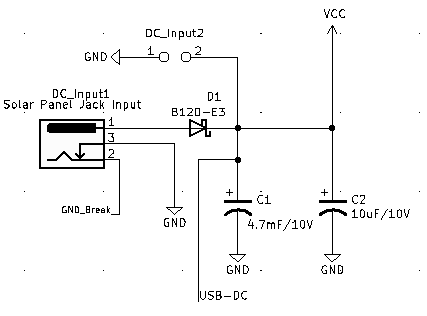 VCC
DC_Input2
GND 1 2
DC_Input1
Solar Panel Jack Input
D1
B120-E3
1
3
2
GND_Break
GND
+ C1
4.7mF/10V
+ C2
10uF/10V
GND
GND
USB-DC